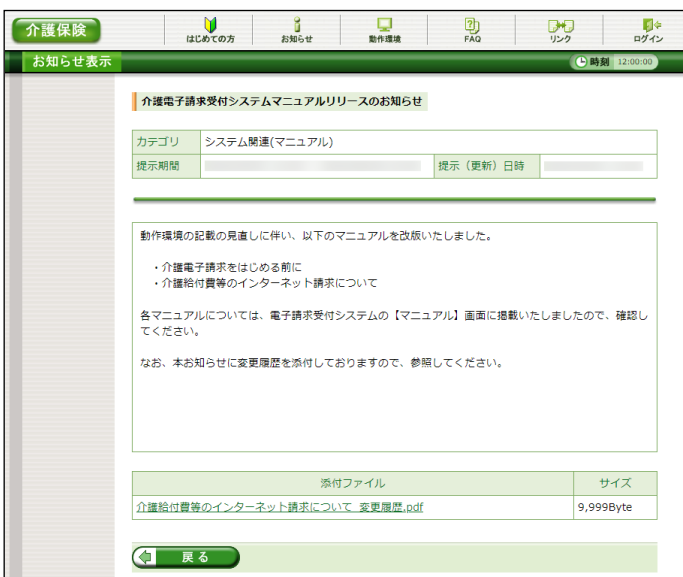 介護保険
はじめての方
お知らせ
動作環境
FAQ
リンク
ログイン
お知らせ表示
時刻 12:00:00
介護電子請求受付システムマニュアルリリースのお知らせ
カテゴリ システム関連(マニュアル)
提示期間
提示（更新）日時
動作環境の記載の見直しに伴い、以下のマニュアルを改版いたしました。
・介護電子請求をはじめる前に
・介護給付費等のインターネット請求について
各マニュアルについては、電子請求受付システムの【マニュアル】画面に掲載いたしましたので、確認し
てください。
なお、本お知らせに変更履歴を添付しておりますので、参照してください。
添付ファイル サイズ
介護給付費等のインターネット請求について_変更履歴.pdf 9,999Byte
戻る